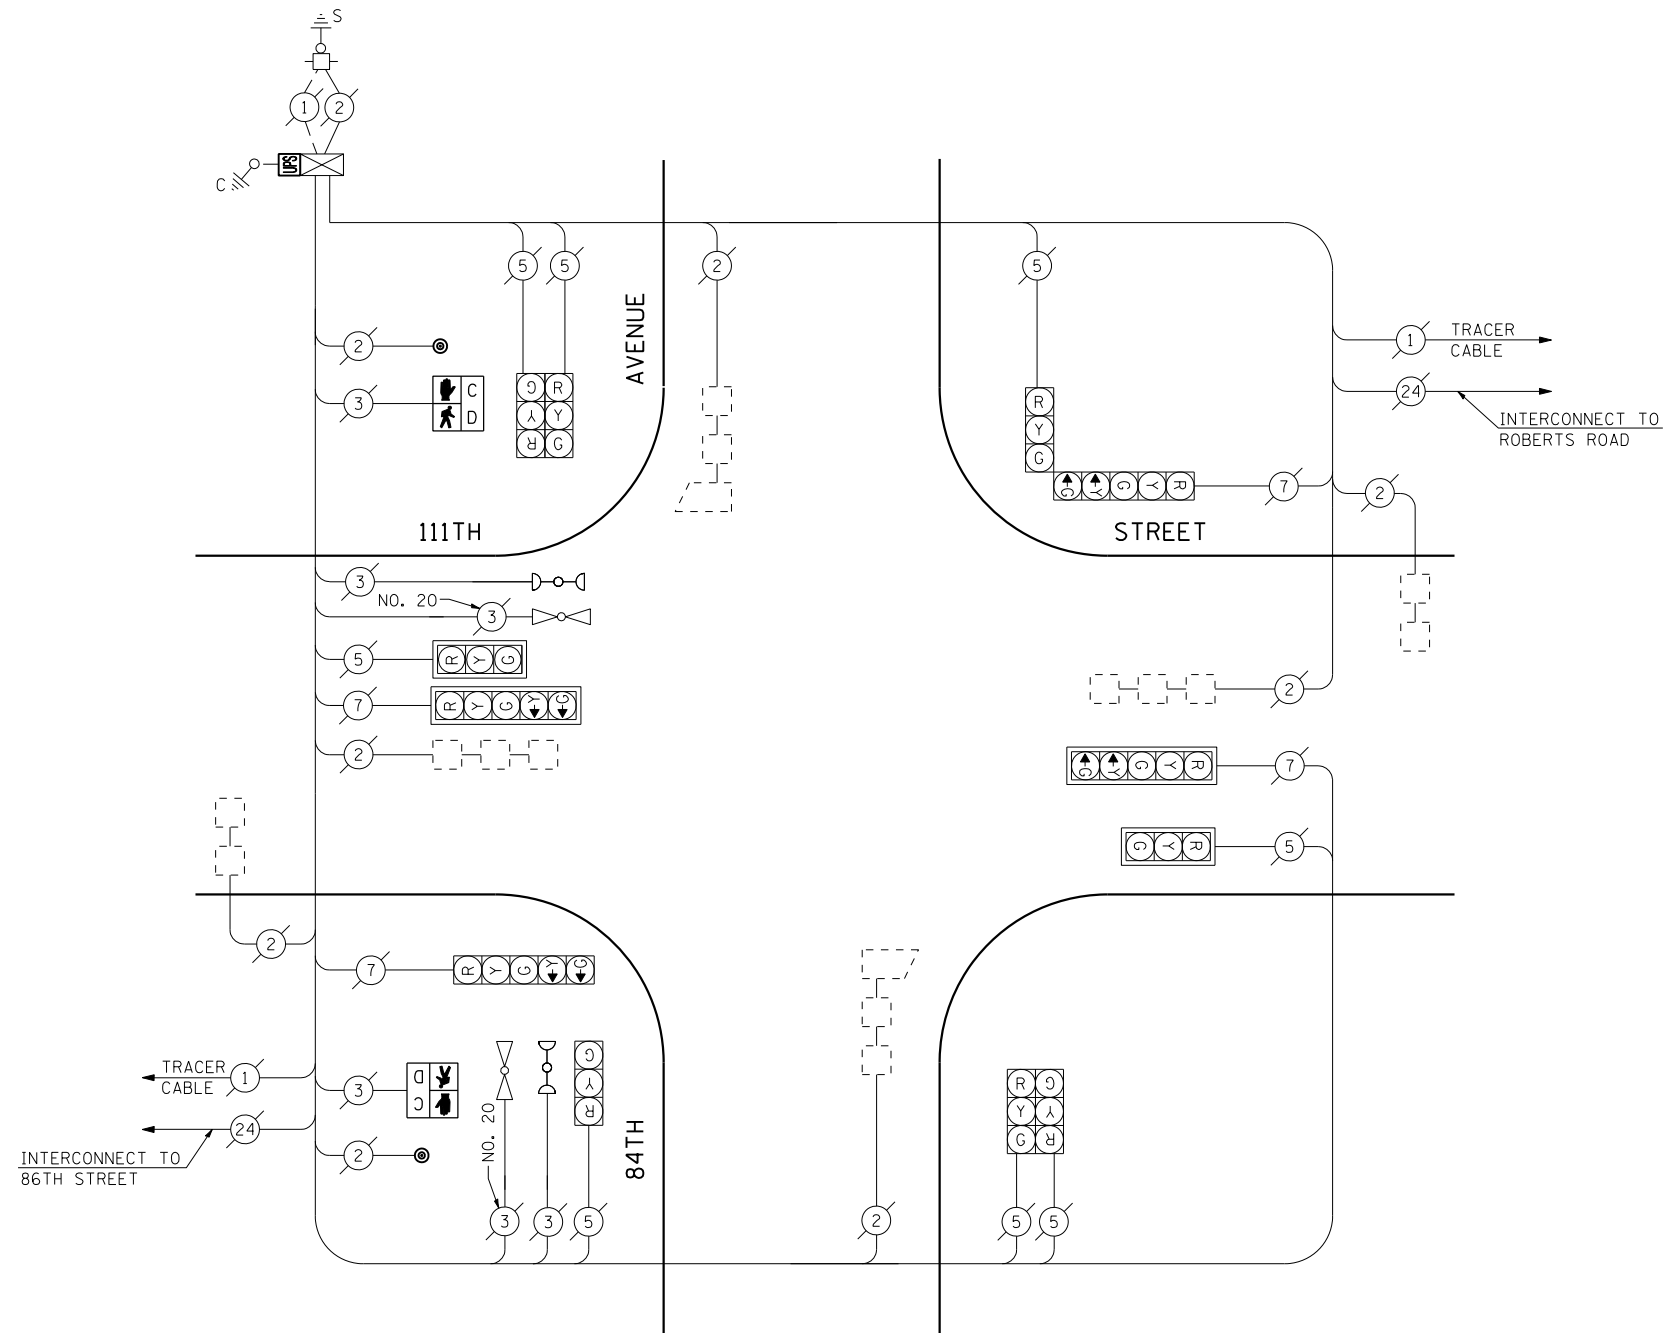 S
1
2
UPS
C
5
5
2
5
AVENUE
2
1
TRACER
CABLE
3
C
D
G R
Y Y
R G
R
Y
G
24
INTERCONNECT TO
ROBERTS ROAD
G Y G Y R
7
2
111TH
STREET
3
NO. 20
3
5
R Y G
7
R Y G Y G
2
2
G Y G Y R
7
G Y R
5
2
7
R Y G Y G
TRACER
CABLE
1
3
D
C
G
Y
R
NO. 20
84TH
R G
Y Y
G R
24
INTERCONNECT TO
86TH STREET
2
3
3
5
2
5
5